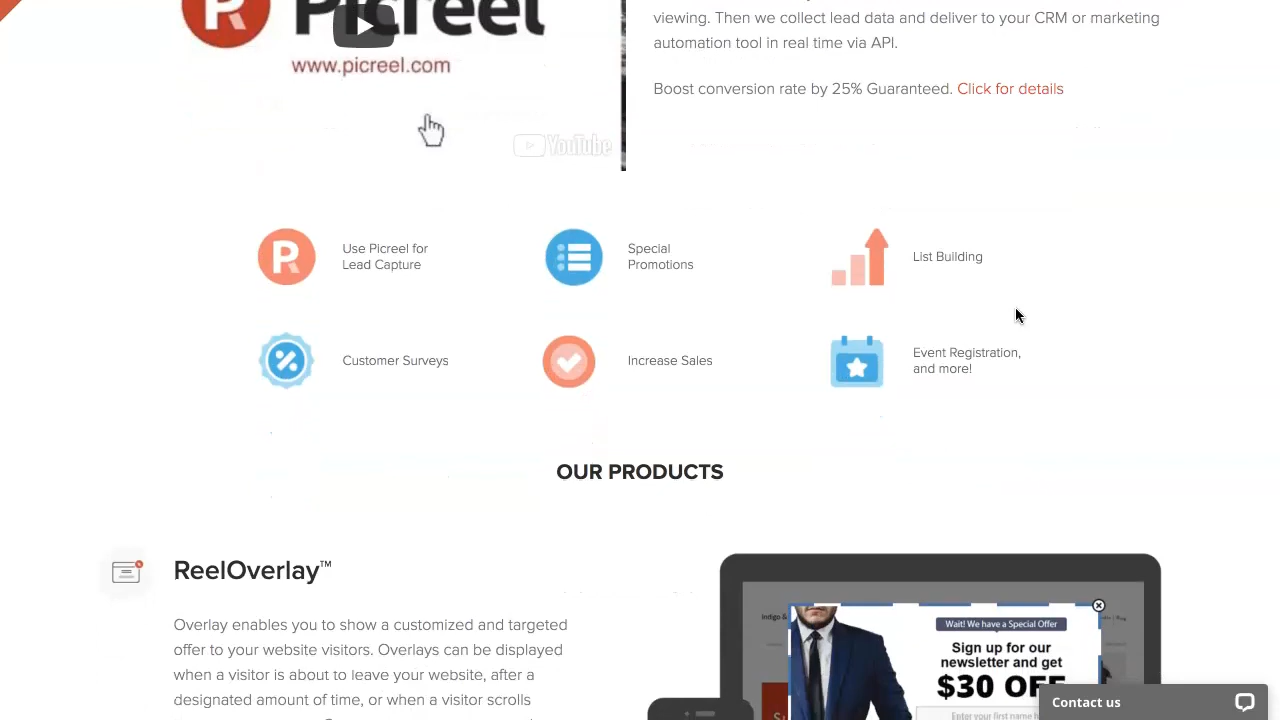 Picreel
www.picreel.com
YouTube
viewing. Then we collect lead data and deliver to your CRM or marketing
automation tool in real time via API.
Boost conversion rate by 25% Guaranteed. Click for details
Use Picreel for
Lead Capture
Special
Promotions
List Building
Customer Surveys
Increase Sales
Event Registration,
and more!
OUR PRODUCTS
ReelOverlay™
Overlay enables you to show a customized and targeted
offer to your website visitors. Overlays can be displayed
when a visitor is about to leave your website, after a
designated amount of time, or when a visitor scrolls
Wait! We have a Special Offer
Sign up for our
newsletter and get
$30 OFF
Enter your first name
Contact us